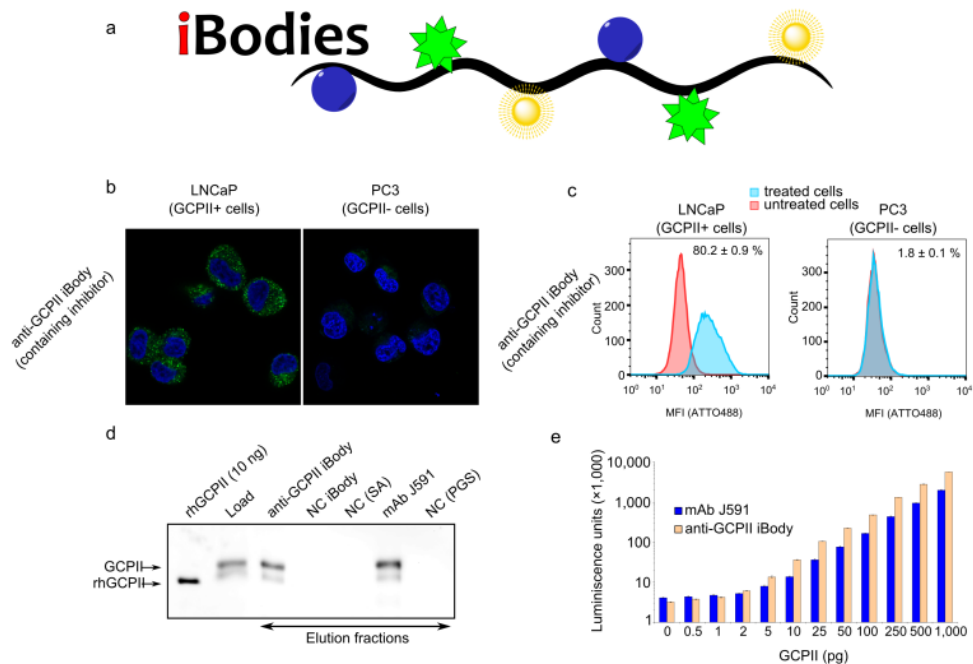 a
iBodies
b
LNCaP
(GCPII+ cells)
PC3
(GCPII- cells)
anti-GCPII iBody
(containing inhibitor)
c
treated cells
untreated cells
LNCaP
(GCPII+ cells)
PC3
(GCPII- cells)
anti-GCPII iBody
(containing inhibitor)
80.2 ± 0.9 %
1.8 ± 0.1 %
Count
300
200
100
0
10⁰ 10¹ 10² 10³ 10⁴
MFI (ATTO488)
Count
300
200
100
0
10⁰ 10¹ 10² 10³ 10⁴
MFI (ATTO488)
d
rhGCPII (10 ng)
Load
anti-GCPII iBody
NC iBody
NC (SA)
mAb J591
NC (PGS)
GCPII
rhGCPII
Elution fractions
e
Luminiscence units (×1,000)
10,000
1,000
100
10
1
mAb J591
anti-GCPII iBody
0 0.5 1 2 5 10 25 50 100 250 500 1,000
GCPII (pg)